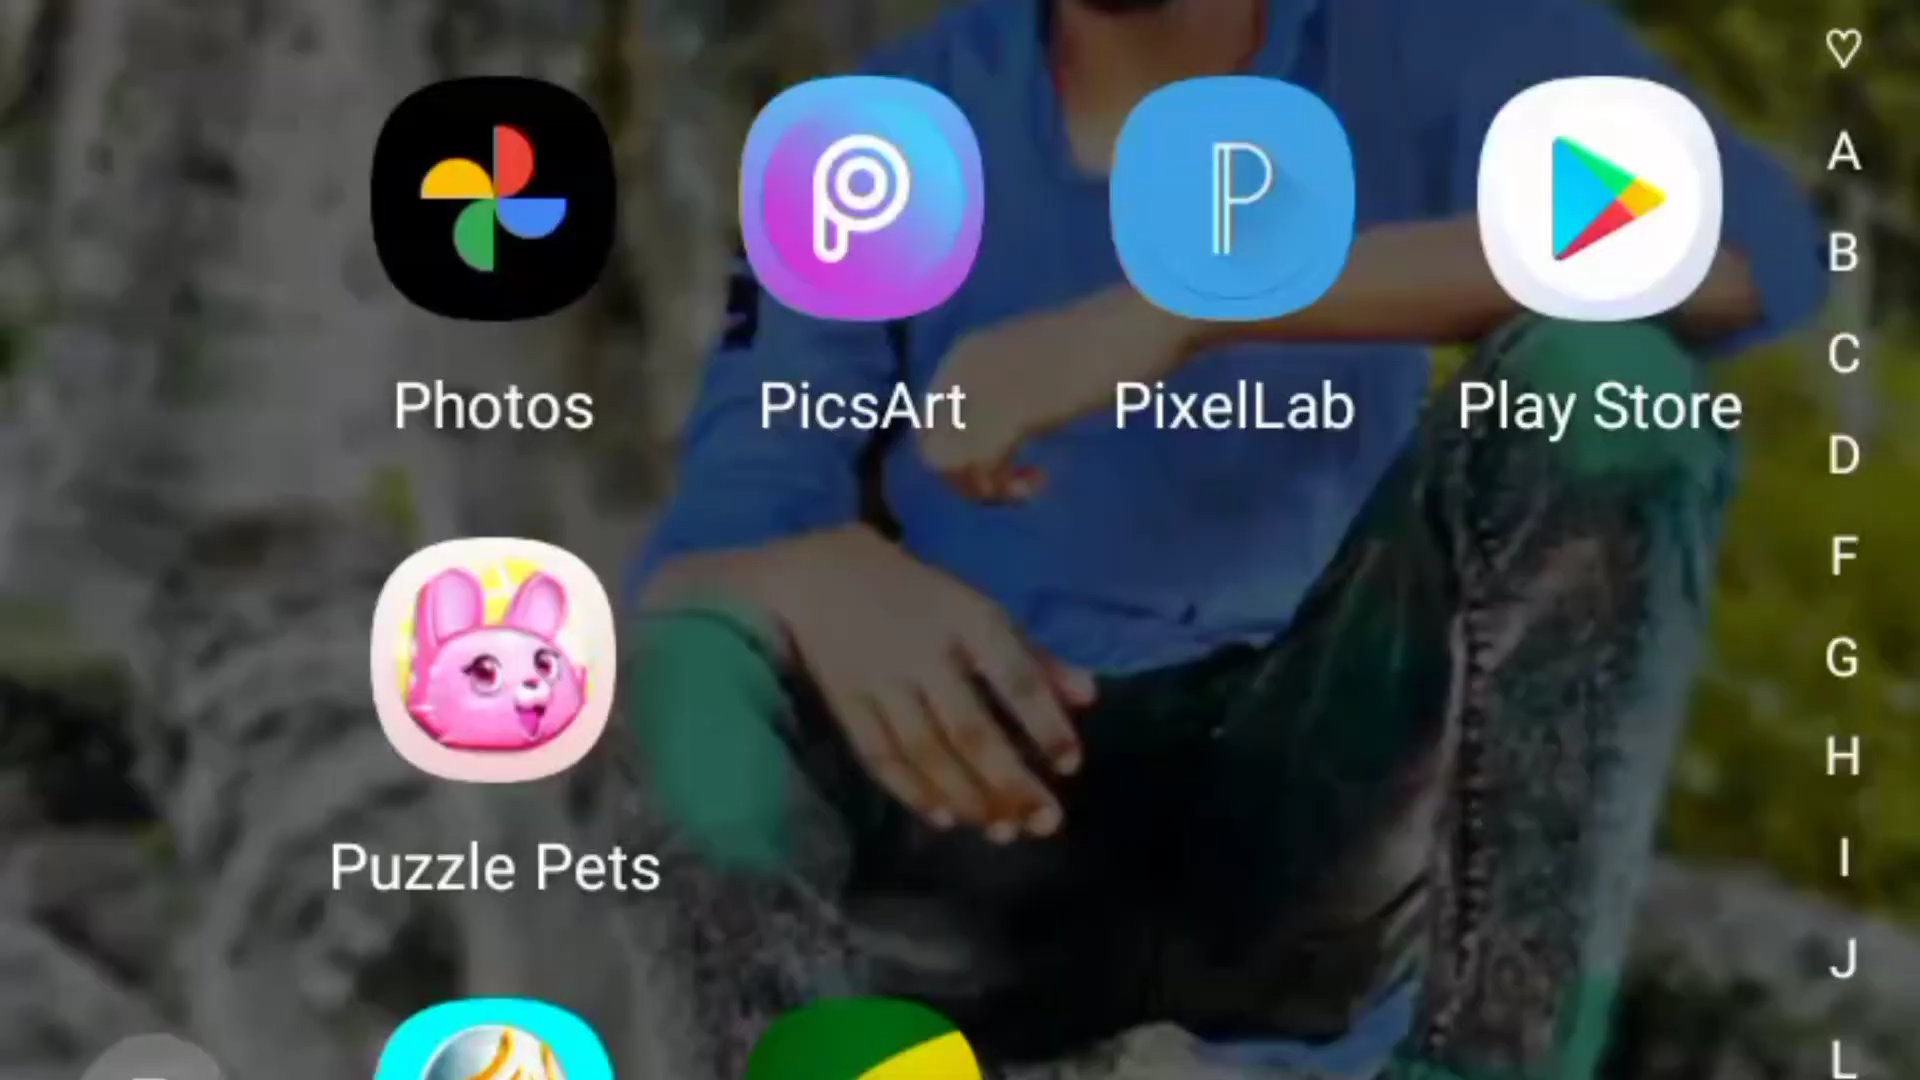 ♡
A
B
C
D
F
G
H
I
J
L
Photos
PicsArt
PixelLab
Play Store
Puzzle Pets